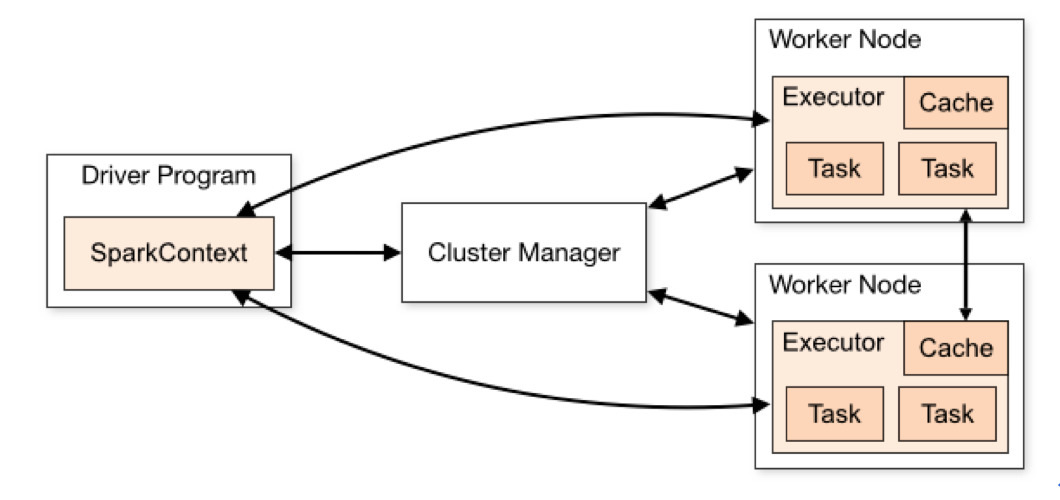 Driver Program
SparkContext
Cluster Manager
Worker Node
Executor
Cache
Task
Task
Worker Node
Executor
Cache
Task
Task